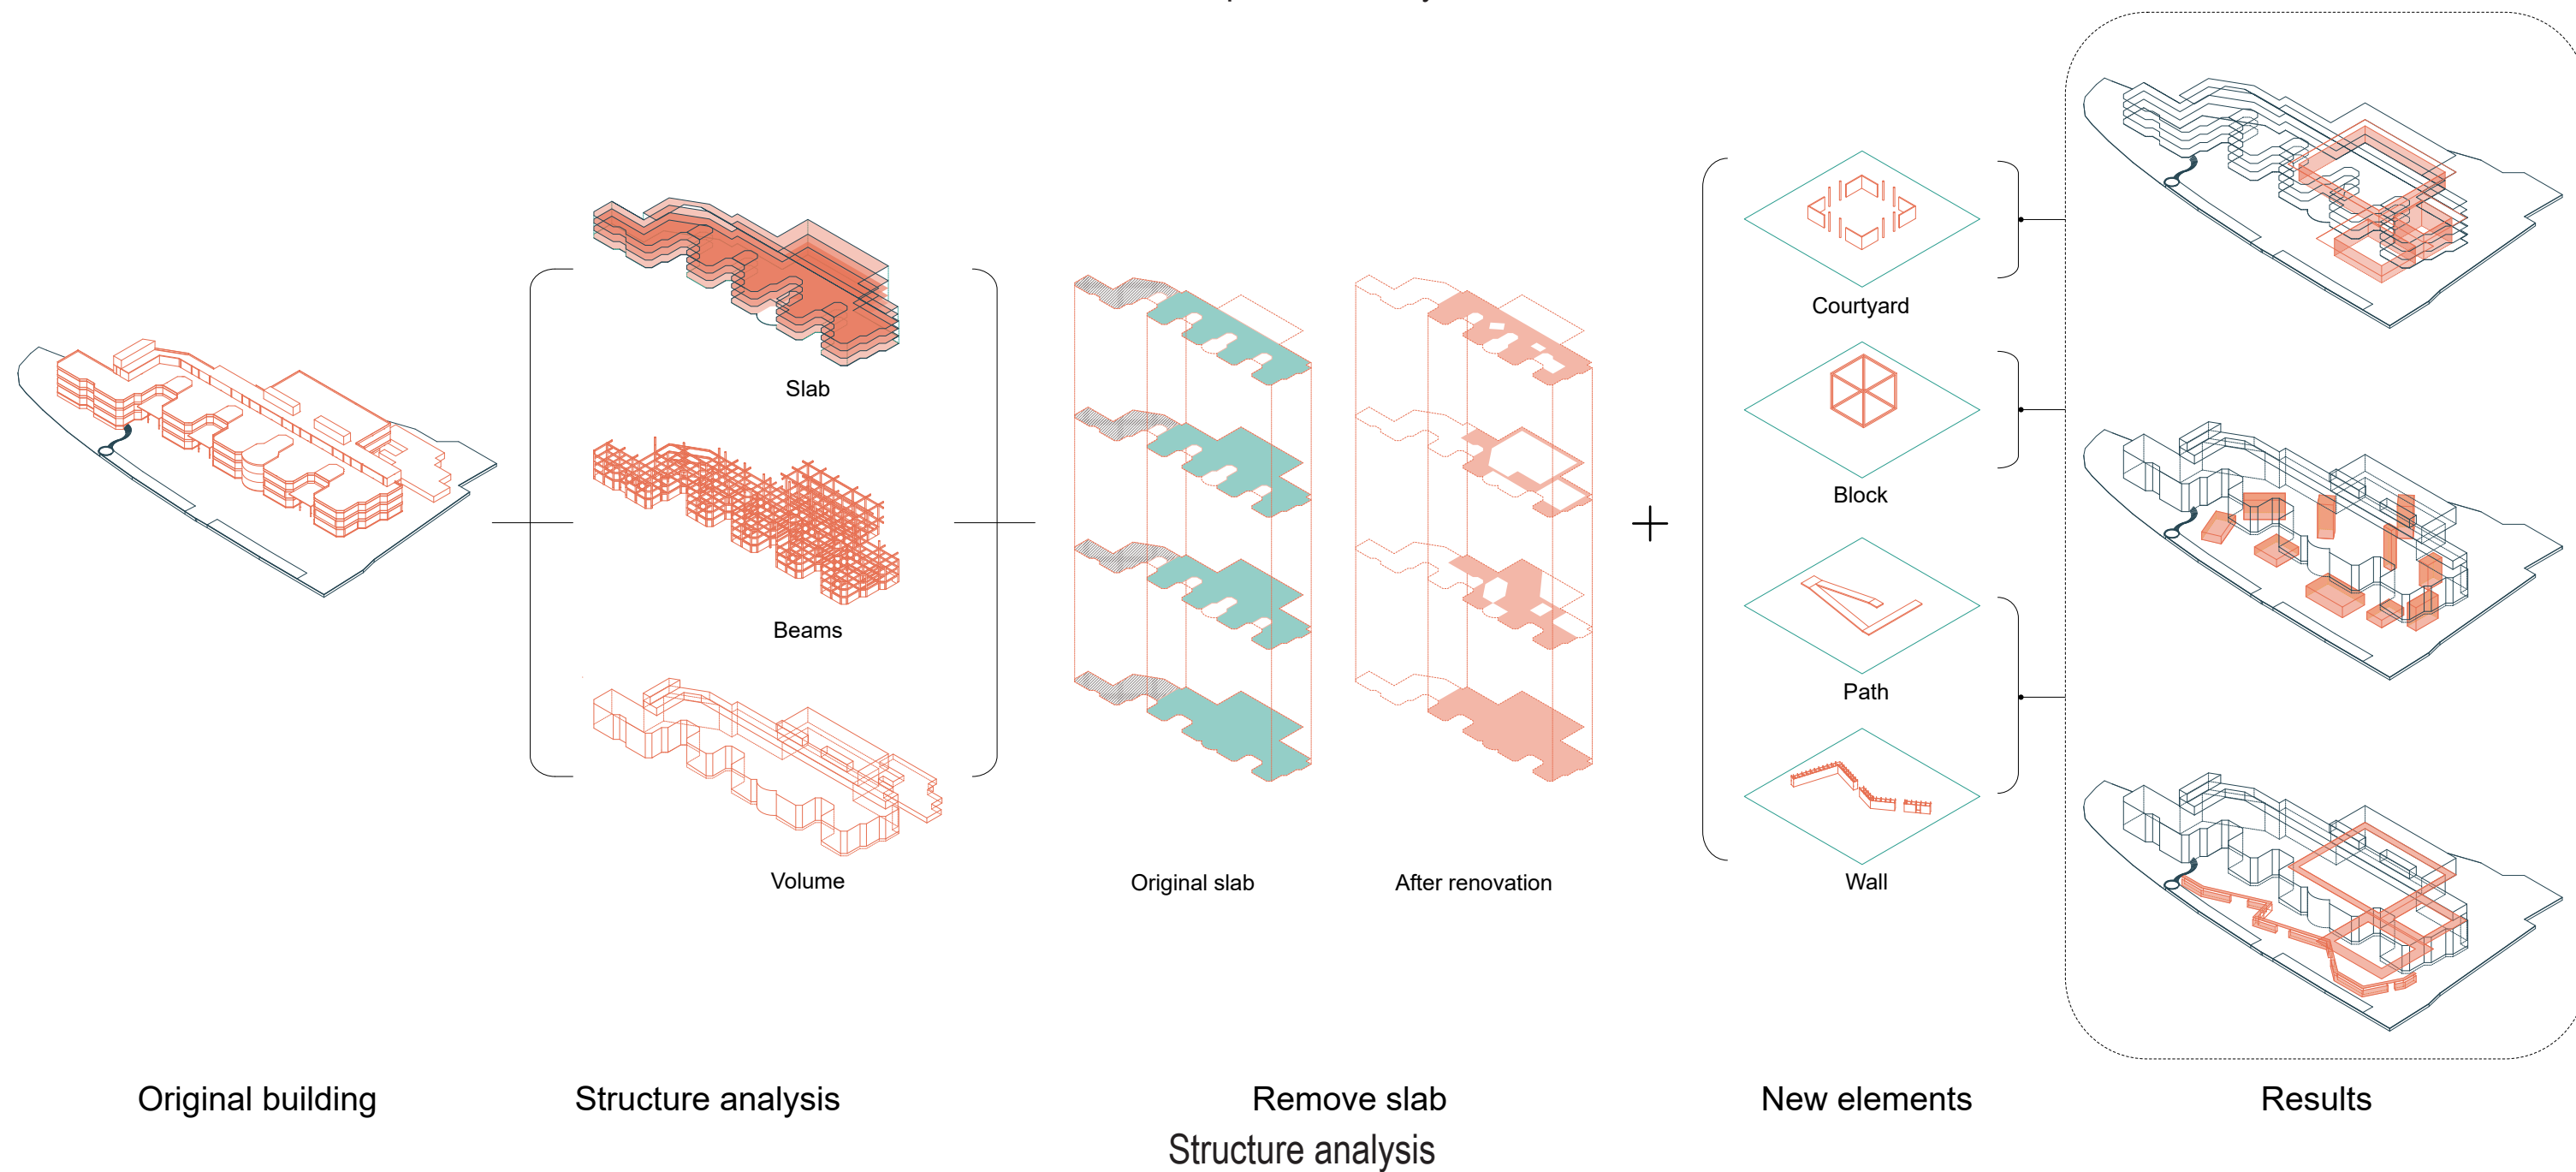 Slab
Beams
Volume
Original slab
After renovation
Courtyard
Block
Path
Wall
Original building
Structure analysis
Remove slab
New elements
Results
Structure analysis